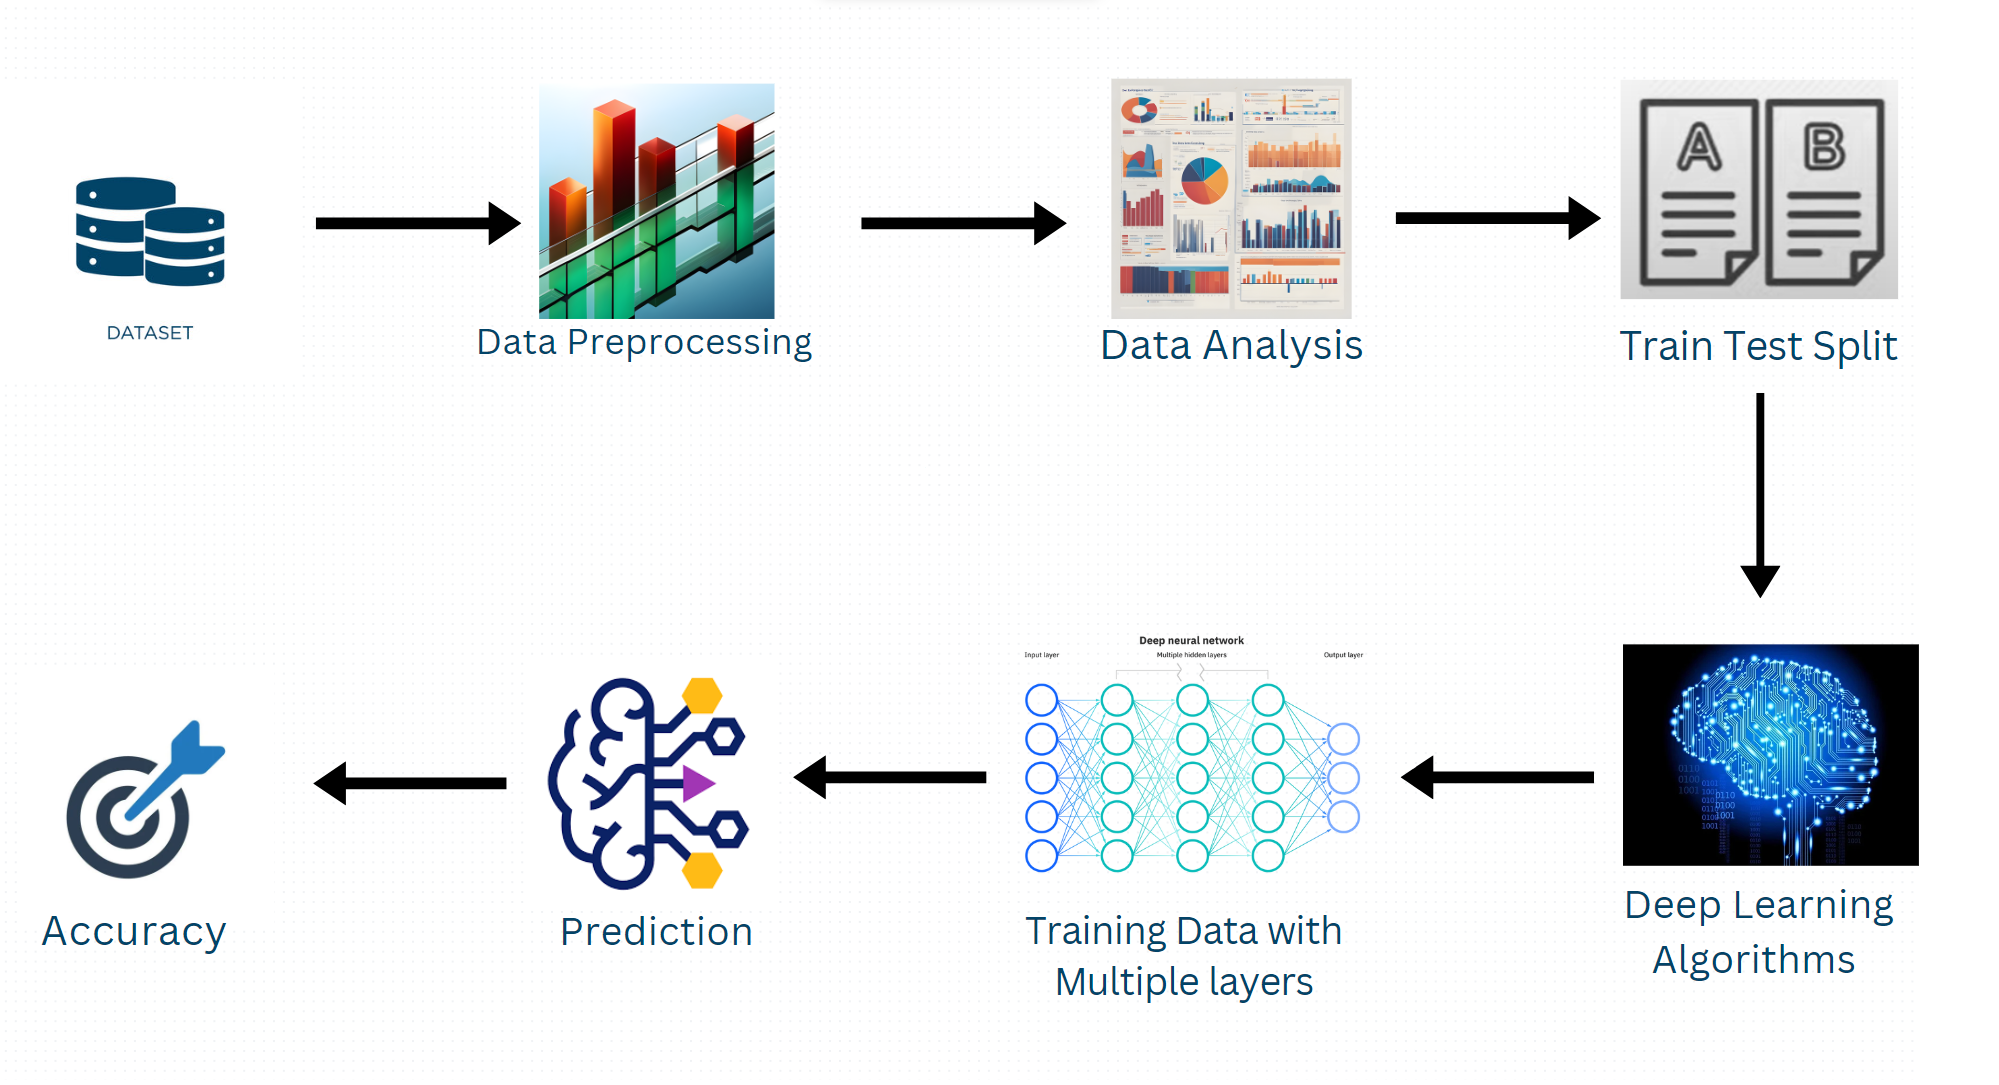 DATASET
Data Preprocessing
Data Analysis
A
B
Train Test Split
Deep neural network
Input layer
Multiple hidden layers
Output layer
Accuracy
Prediction
Training Data with
Multiple layers
Deep Learning
Algorithms